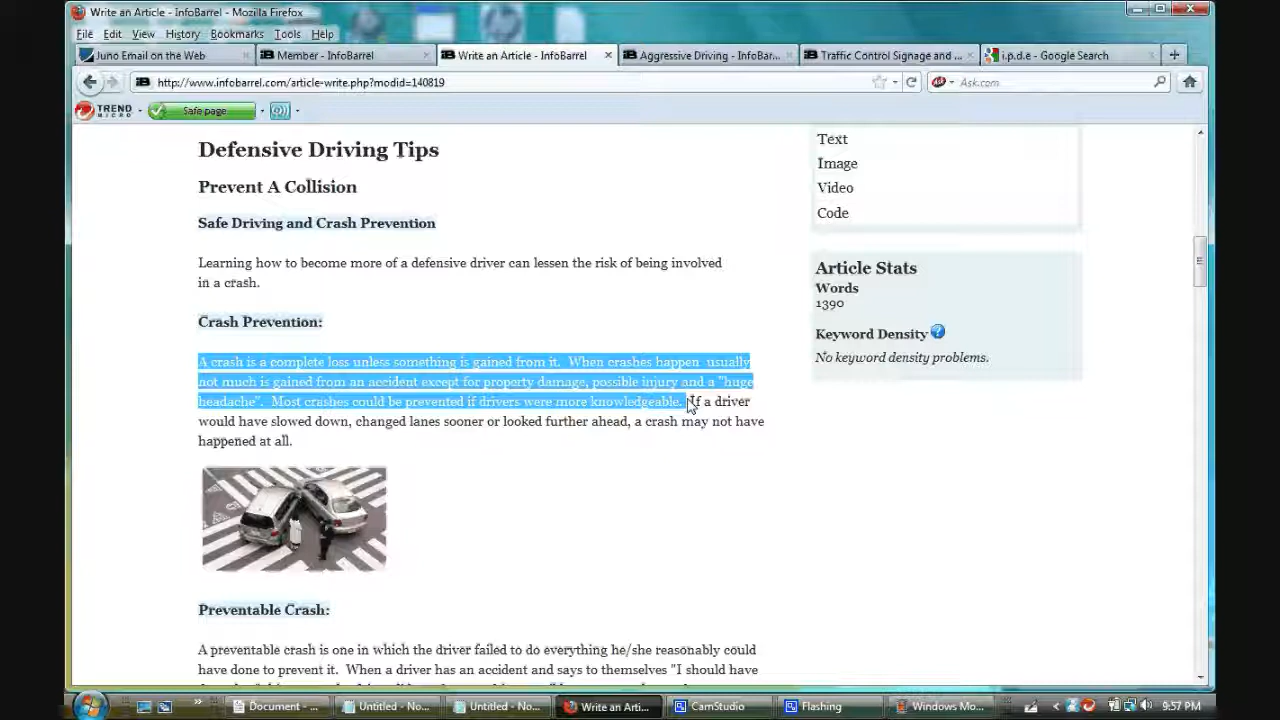 Write an Article - InfoBarrel - Mozilla Firefox
File Edit View History Bookmarks Tools Help
Juno Email on the Web
Member - InfoBarrel
Write an Article - InfoBarrel
Aggressive Driving - InfoBar...
Traffic Control Signage and ...
i.p.d.e - Google Search
http://www.infobarrel.com/article-write.php?modid=140819
Ask.com
TREND MICRO
Safe page
Defensive Driving Tips
Prevent A Collision
Safe Driving and Crash Prevention
Learning how to become more of a defensive driver can lessen the risk of being involved
in a crash.
Crash Prevention:
A crash is a complete loss unless something is gained from it. When crashes happen usually
not much is gained from an accident except for property damage, possible injury and a "huge
headache". Most crashes could be prevented if drivers were more knowledgeable. If a driver
would have slowed down, changed lanes sooner or looked further ahead, a crash may not have
happened at all.
Preventable Crash:
A preventable crash is one in which the driver failed to do everything he/she reasonably could
have done to prevent it. When a driver has an accident and says to themselves "I should have
Text
Image
Video
Code
Article Stats
Words
1390
Keyword Density
No keyword density problems.
Document - ...
Untitled - No...
Untitled - No...
Write an Arti...
CamStudio
Flashing
Windows Mo...
9:57 PM